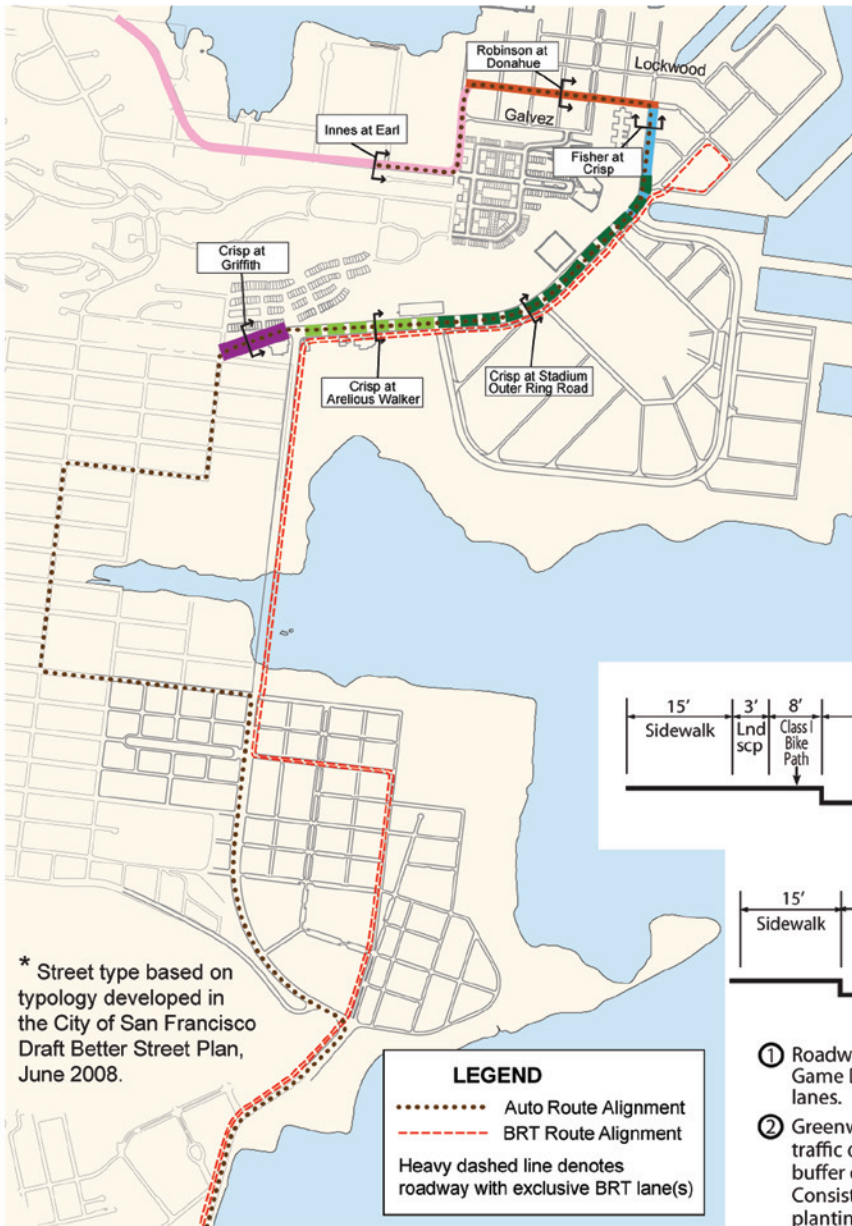 Robinson at
Donahue
Lockwood
Galvez
Innes at Earl
Fisher at
Crisp
Crisp at
Griffith
Crisp at
Arelious Walker
Crisp at Stadium
Outer Ring Road
15'
Sidewalk
3'
Lnd
scp
8'
Class I
Bike
Path
15'
Sidewalk
* Street type based on
typology developed in
the City of San Francisco
Draft Better Street Plan,
June 2008.
LEGEND
Auto Route Alignment
BRT Route Alignment
Heavy dashed line denotes
roadway with exclusive BRT lane(s)
1 Roadw
Game
lanes.
2 Greenw
traffic
buffer
Consist
plantin